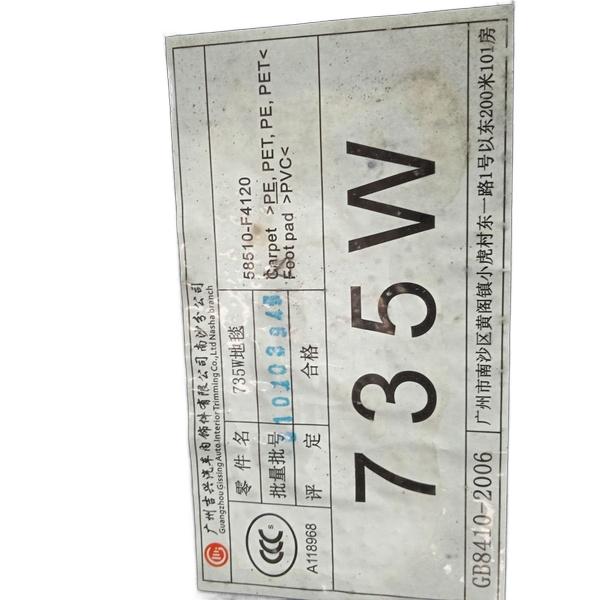 广州吉兴汽车内饰件有限公司南沙分公司
Guangzhou Gissing Auto Interior Trimming Co., Ltd Nasha branch
CCC S
A118968
零件名 735W地毯
58510-F4120
批量批号
Carpet >PE, PET, PE, PET<
Foot pad >PVC<
评定 合格
735W
GB8410-2006
广州市南沙区黄阁镇小虎村东一路1号以东200米101房